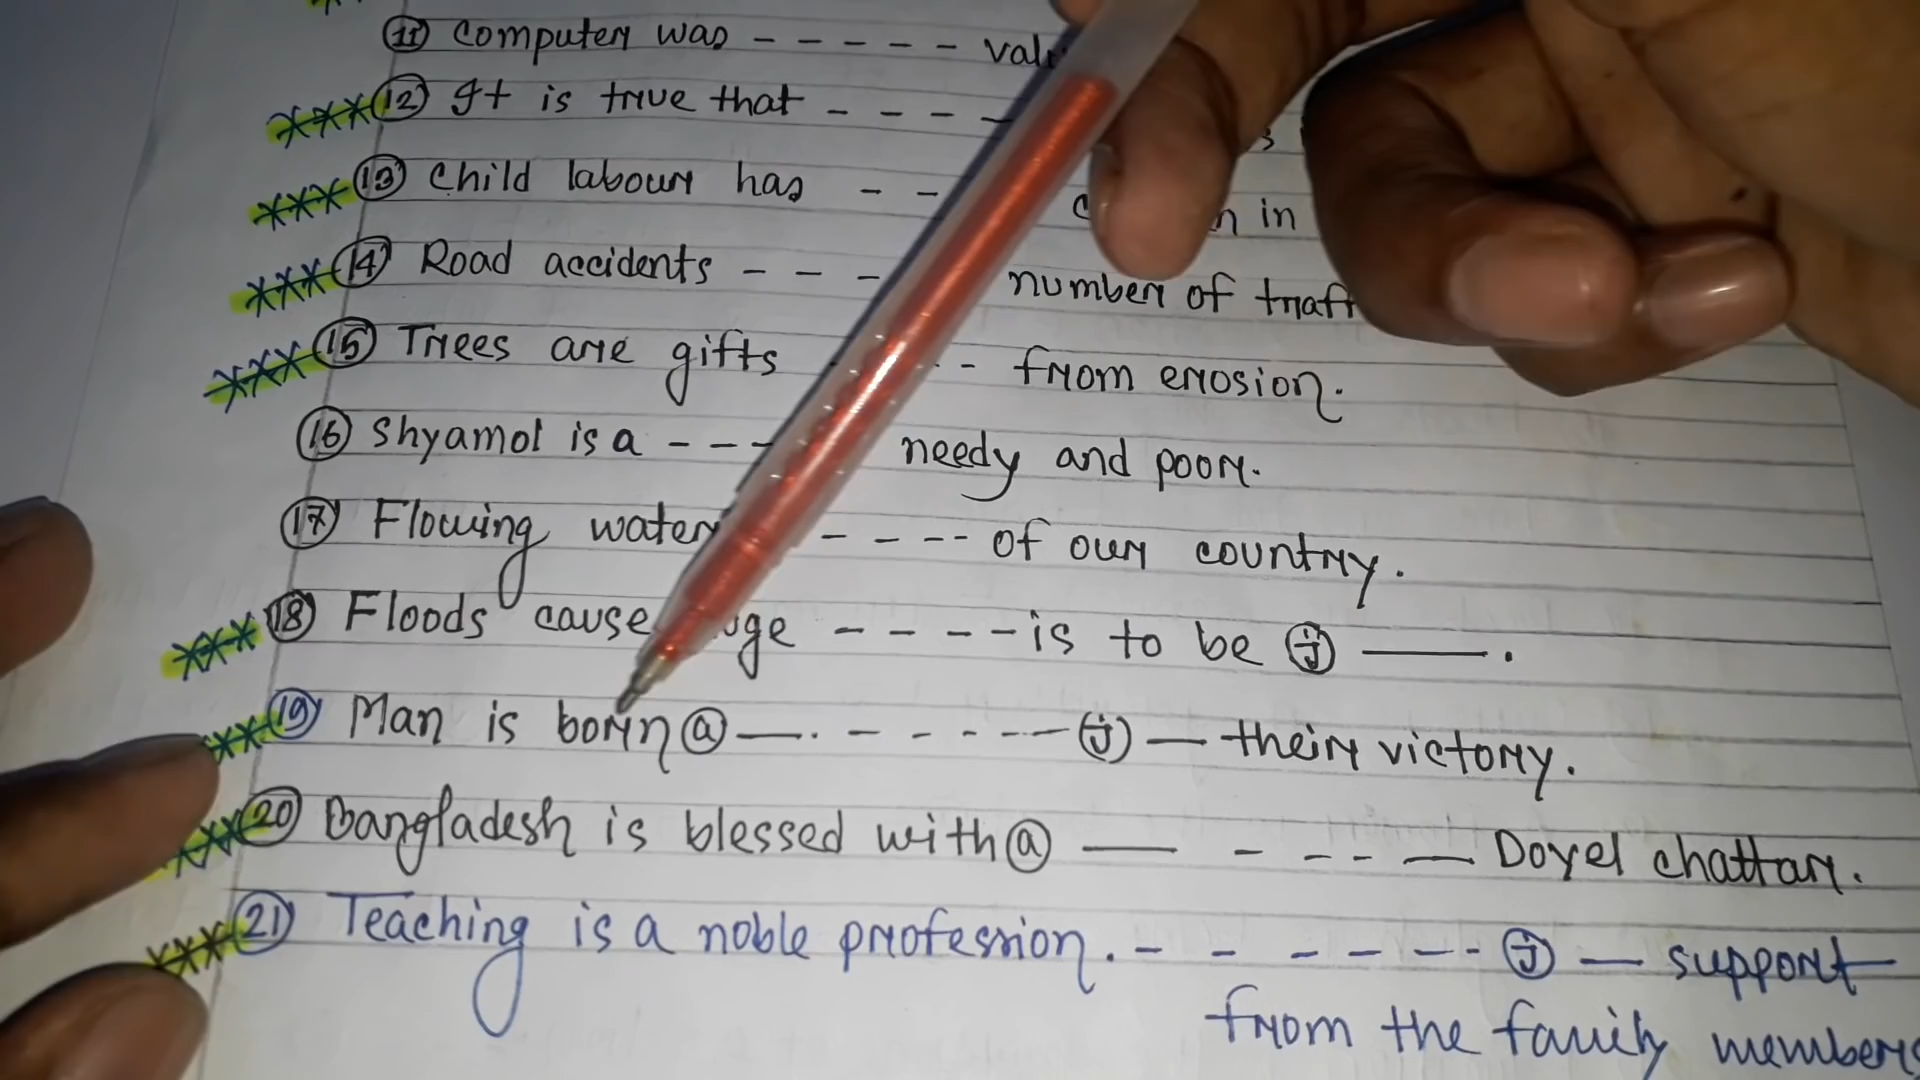 ⑪ Computer was - - - - - val
***⑫ It is true that - - - -
***⑬ Child labour has - - in
***⑭ Road accidents - - - number of traff
***⑮ Trees are gifts - - from erosion.
⑯ Shyamol is a - - - needy and poor.
⑰ Flowing water - - - - of our country.
***⑱ Floods cause - - - - is to be ⓙ ——.
**⑲ Man is born ⓐ —. - - - - — ⓙ — their victory.
**⑳ Bangladesh is blessed with ⓐ — - - - — Doyel chattar.
***㉑ Teaching is a noble profession. - - - - - - ⓙ — support
from the family members